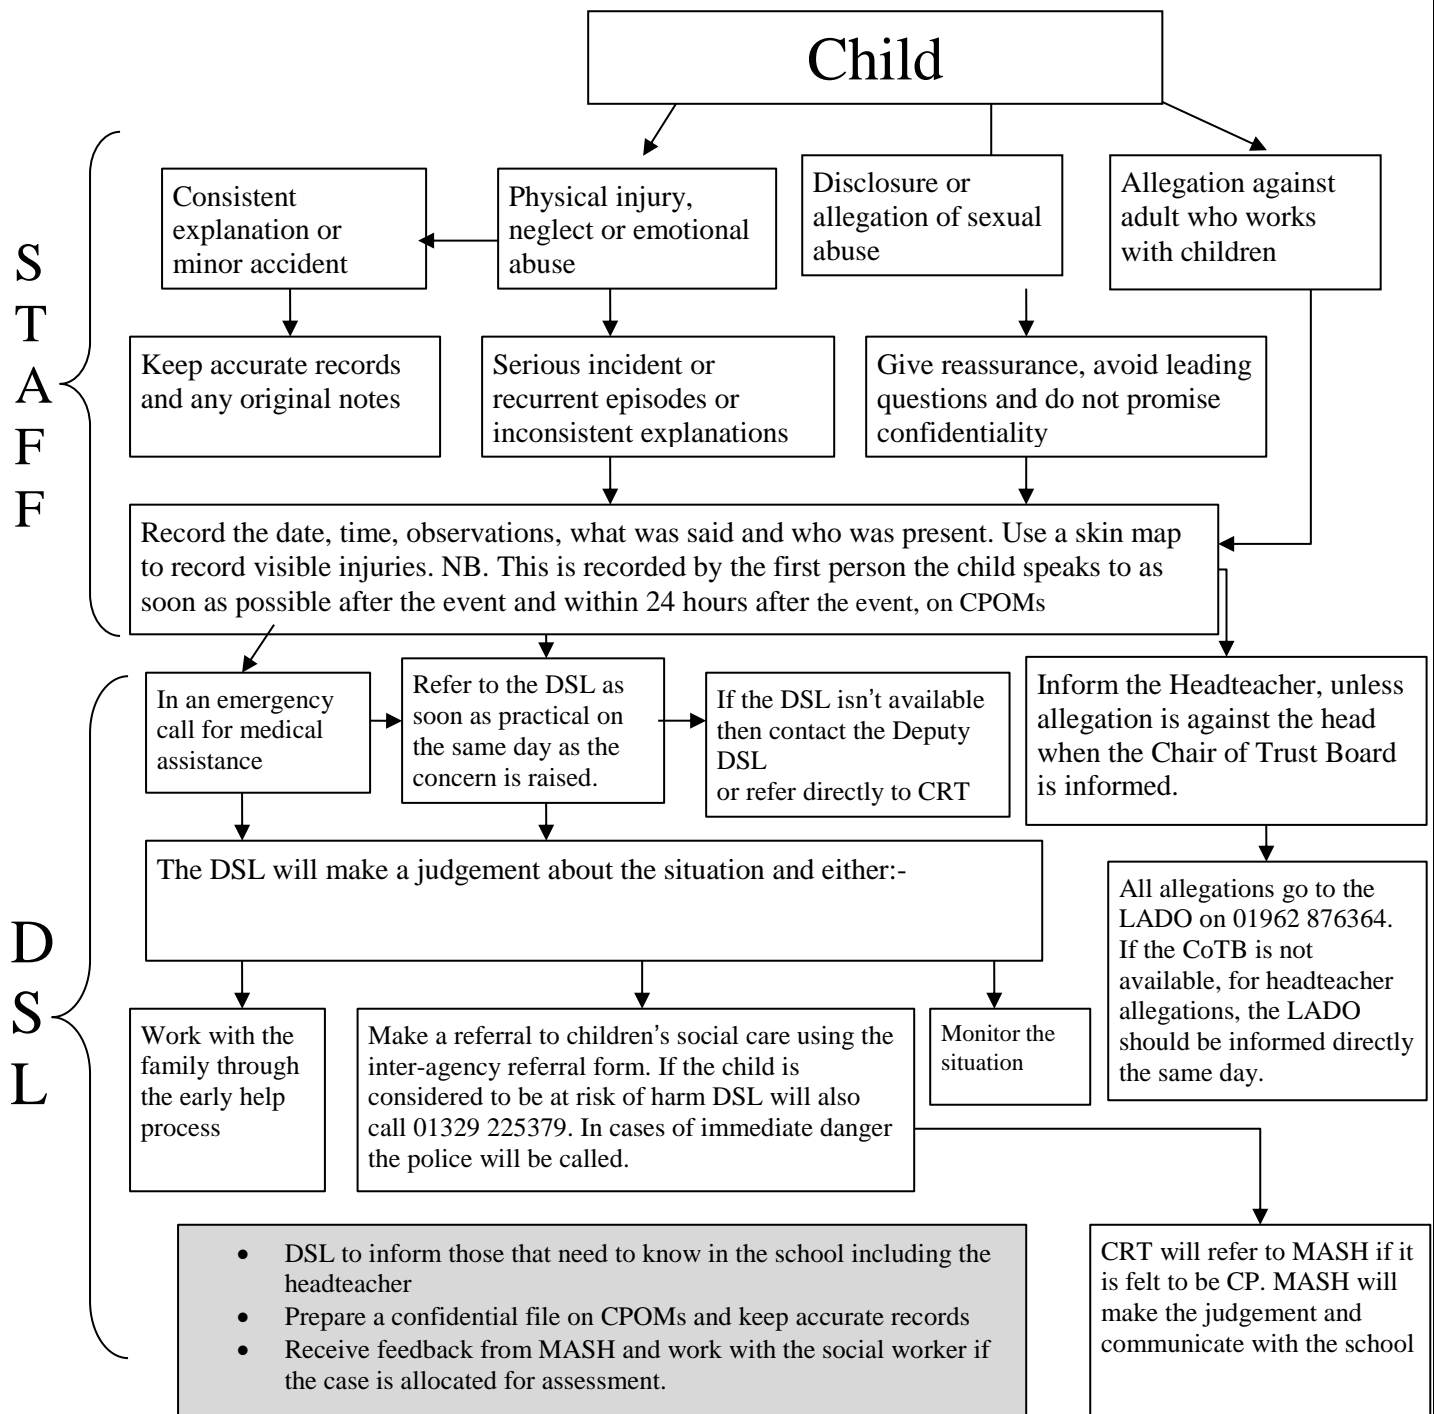 Child
Consistent
explanation or
minor accident
Physical injury,
neglect or emotional
abuse
Disclosure or
allegation of sexual
abuse
Allegation against
adult who works
with children
S
T
A
F
F
Keep accurate records
and any original notes
Serious incident or
recurrent episodes or
inconsistent explanations
Give reassurance, avoid leading
questions and do not promise
confidentiality
Record the date, time, observations, what was said and who was present. Use a skin map
to record visible injuries. NB. This is recorded by the first person the child speaks to as
soon as possible after the event and within 24 hours after the event, on CPOMs
In an emergency
call for medical
assistance
Refer to the DSL as
soon as practical on
the same day as the
concern is raised.
If the DSL isn't available
then contact the Deputy
DSL
or refer directly to CRT
Inform the Headteacher, unless
allegation is against the head
when the Chair of Trust Board
is informed.
D
S
L
The DSL will make a judgement about the situation and either:-
All allegations go to the
LADO on 01962 876364.
If the CoTB is not
available, for headteacher
allegations, the LADO
should be informed directly
the same day.
Work with the
family through
the early help
process
Make a referral to children's social care using the
inter-agency referral form. If the child is
considered to be at risk of harm DSL will also
call 01329 225379. In cases of immediate danger
the police will be called.
Monitor the
situation
• DSL to inform those that need to know in the school including the
headteacher
• Prepare a confidential file on CPOMs and keep accurate records
• Receive feedback from MASH and work with the social worker if
the case is allocated for assessment.
CRT will refer to MASH if it
is felt to be CP. MASH will
make the judgement and
communicate with the school